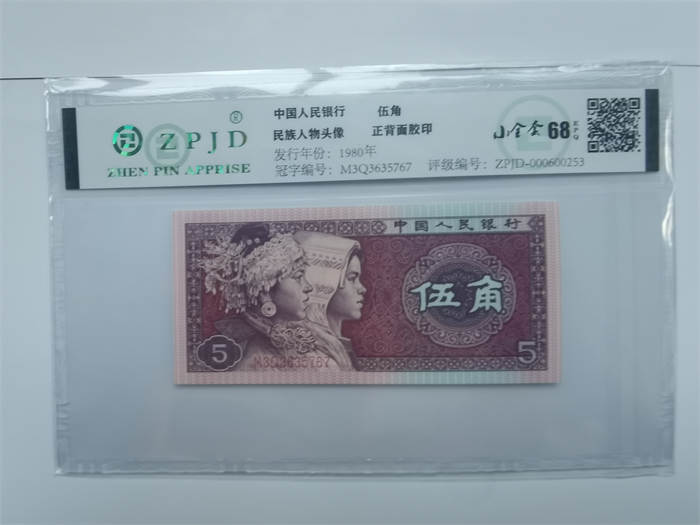 ZPJD
ZHEN PIN APPRISE
中国人民银行 伍角
民族人物头像 正背面胶印
发行年份: 1980年
冠字编号: M3Q3635767
评级编号: ZPJD-000600253
68
EPQ
中国人民银行
伍角
5
M3Q3635767
5